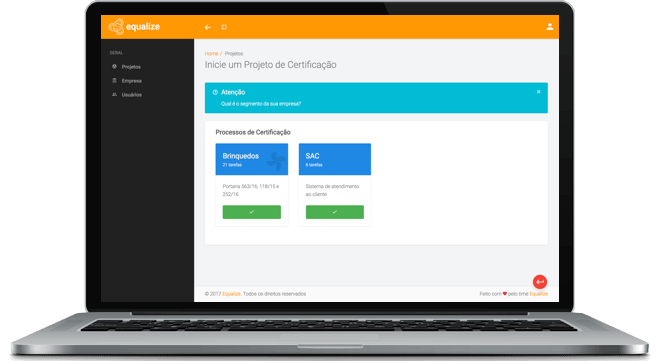 equalize
GERAL
Projetos
Empresa
Usuários
Home / Projetos
Inicie um Projeto de Certificação
Atenção
Qual é o segmento da sua empresa?
Processos de Certificação
Brinquedos
21 tarefas
Portaria 563/16; 118/15 e
252/16
SAC
6 tarefas
Sistema de atendimento
ao cliente
© 2017 Equalize. Todos os direitos reservados
Feito com ❤ pelo time Equalize